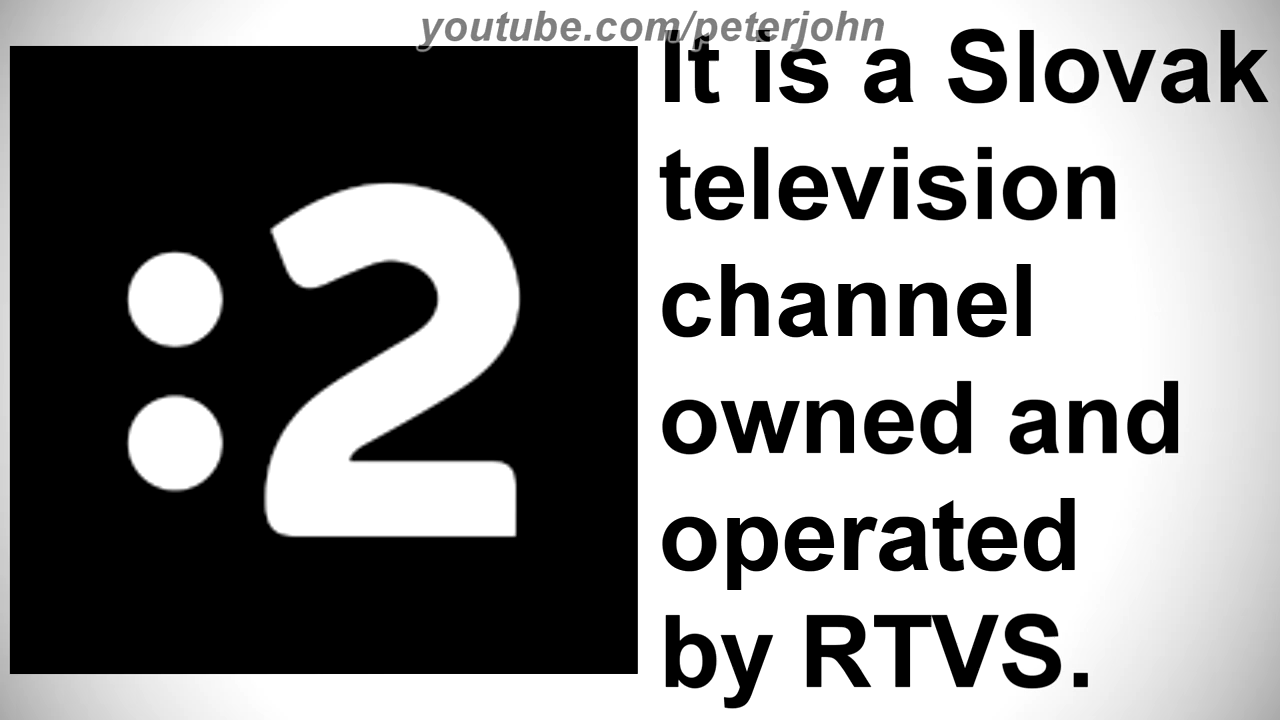 youtube.com/peterjohn
:2
It is a Slovak
television
channel
owned and
operated
by RTVS.